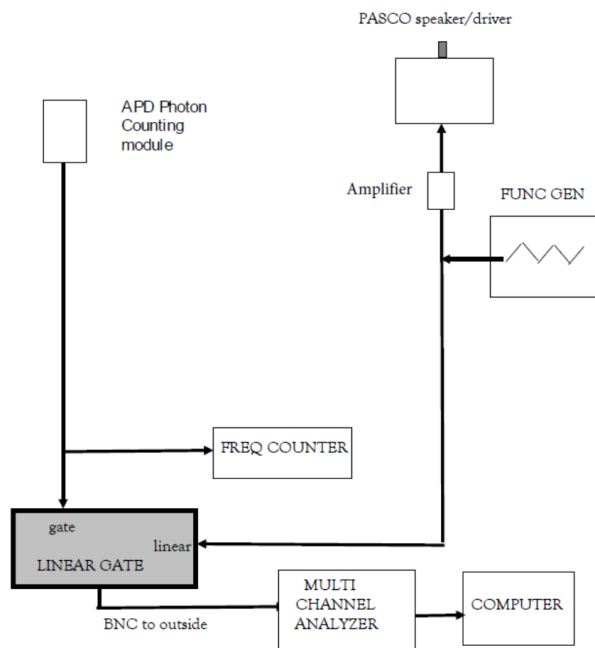 PASCO speaker/driver
APD Photon
Counting
module
Amplifier
FUNC GEN
FREQ COUNTER
gate
linear
LINEAR GATE
BNC to outside
MULTI
CHANNEL
ANALYZER
COMPUTER